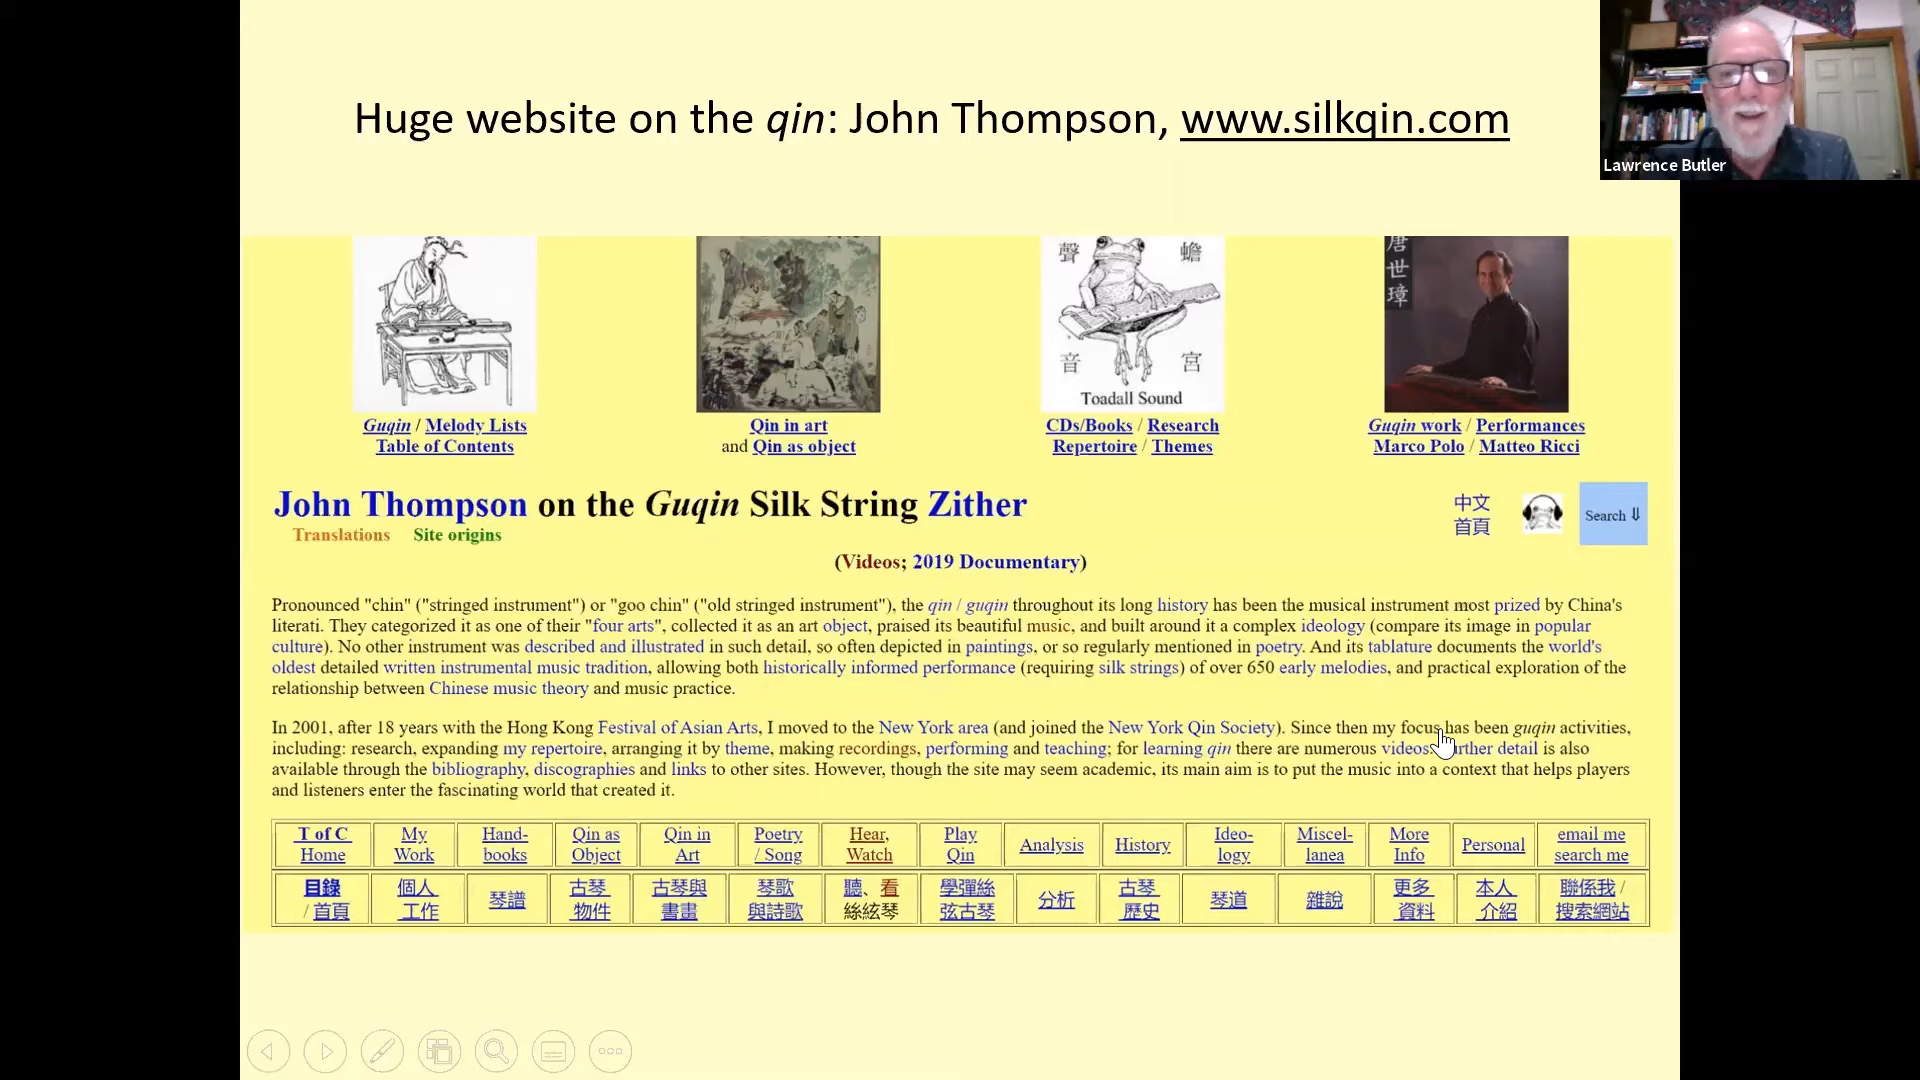 Huge website on the qin: John Thompson, www.silkqin.com
Lawrence Butler
聲 蟾
音 宮
Toadall Sound
唐世璋
Guqin / Melody Lists
Table of Contents
Qin in art
and Qin as object
CDs/Books / Research
Repertoire / Themes
Guqin work / Performances
Marco Polo / Matteo Ricci
John Thompson on the Guqin Silk String Zither
中文
首頁
Search ⇓
Translations Site origins
(Videos; 2019 Documentary)
Pronounced "chin" ("stringed instrument") or "goo chin" ("old stringed instrument"), the qin / guqin throughout its long history has been the musical instrument most prized by China's
literati. They categorized it as one of their "four arts", collected it as an art object, praised its beautiful music, and built around it a complex ideology (compare its image in popular
culture). No other instrument was described and illustrated in such detail, so often depicted in paintings, or so regularly mentioned in poetry. And its tablature documents the world's
oldest detailed written instrumental music tradition, allowing both historically informed performance (requiring silk strings) of over 650 early melodies, and practical exploration of the
relationship between Chinese music theory and music practice.
In 2001, after 18 years with the Hong Kong Festival of Asian Arts, I moved to the New York area (and joined the New York Qin Society). Since then my focus has been guqin activities,
including: research, expanding my repertoire, arranging it by theme, making recordings, performing and teaching; for learning qin there are numerous videos. further detail is also
available through the bibliography, discographies and links to other sites. However, though the site may seem academic, its main aim is to put the music into a context that helps players
and listeners enter the fascinating world that created it.
T of C My Hand- Qin as Qin in Poetry Hear, Play Analysis History Ideo- Miscel- More Personal email me
Home Work books Object Art / Song Watch Qin logy lanea Info search me
目錄 個人 琴譜 古琴 古琴與 琴歌 聽、看 學彈絲 分析 古琴 琴道 雜說 更多 本人 聯係我 /
/ 首頁 工作 物件 書畫 與詩歌 絲絃琴 弦古琴 歷史 資料 介紹 搜索網站